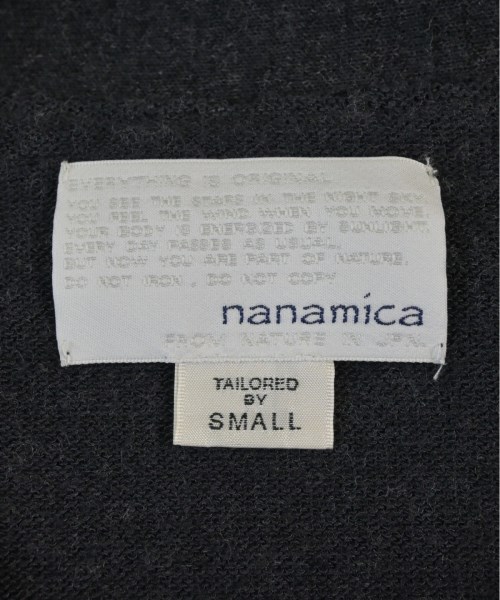 EVERYTHING IS ORIGINAL
YOU SEE THE STARS IN THE NIGHT SKY.
YOU FEEL THE WIND WHEN YOU MOVE.
YOUR BODY IS ENERGISED BY SUNLIGHT.
EVERY DAY PASSES AS USUAL.
BUT NOW YOU ARE PART OF NATURE.
DO NOT IRON , DO NOT COPY
nanamica
FROM NATURE IN JPN.
TAILORED
BY
SMALL